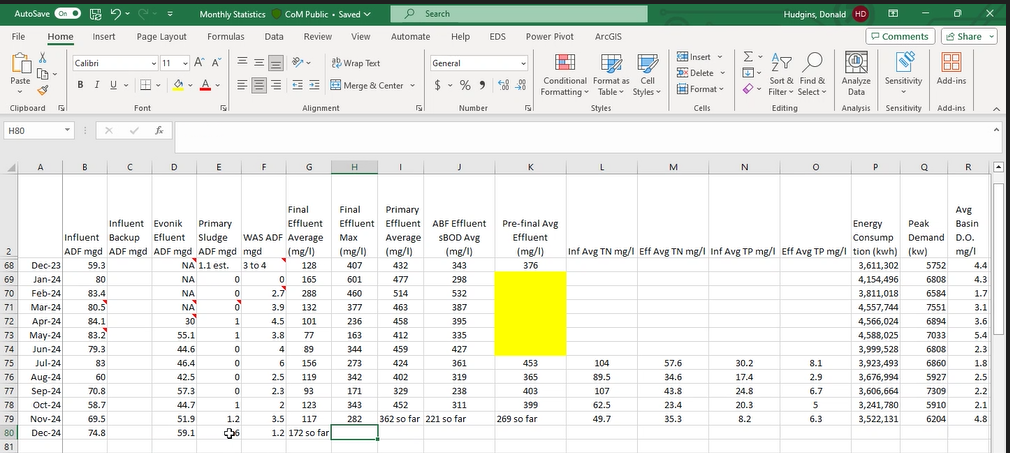 AutoSave On Monthly Statistics CoM Public • Saved Search Hudgins, Donald HD
File Home Insert Page Layout Formulas Data Review View Automate Help EDS Power Pivot ArcGIS Comments Share
Calibri 11 A A Wrap Text General Insert Σ
Paste B I U A Merge & Center $ % Conditional Formatting Format as Table Cell Styles Delete Format Sort & Filter Find & Select Analyze Data Sensitivity Add-ins
Clipboard Font Alignment Number Styles Cells Editing Analysis Sensitivity Add-ins
H80 fx
A B C D E F G H I J K L M N O P Q R
2 Influent ADF mgd Influent Backup ADF mgd Evonik Efluent ADF mgd Primary Sludge ADF mgd WAS ADF mgd Final Effluent Average (mg/l) Final Effluent Max (mg/l) Primary Effluent Average (mg/l) ABF Effluent sBOD Avg (mg/l) Pre-final Avg Effluent (mg/l) Inf Avg TN mg/l Eff Avg TN mg/l Inf Avg TP mg/l Eff Avg TP mg/l Energy Consump tion (kwh) Peak Demand (kw) Avg Basin D.O. mg/l
68 Dec-23 59.3 NA 1.1 est. 3 to 4 128 407 432 343 376 3,611,302 5752 4.4
69 Jan-24 80 NA 0 0 165 601 477 293 4,154,496 6808 4.3
70 Feb-24 83.4 NA 0 2.7 288 460 514 532 3,811,018 6584 1.7
71 Mar-24 80.5 NA 0 3.9 132 377 463 387 4,557,744 7551 3.1
72 Apr-24 84.1 30 1 4.5 101 236 458 395 4,566,024 6894 3.6
73 May-24 83.2 55.1 1 3.8 77 163 412 335 4,588,025 7033 5.4
74 Jun-24 79.3 44.6 0 4 89 344 459 427 3,999,528 6808 2.3
75 Jul-24 83 46.4 0 6 156 273 424 361 453 104 57.6 30.2 8.1 3,923,493 6860 1.8
76 Aug-24 60 42.5 0 2.5 119 342 402 319 365 89.5 34.6 17.4 2.9 3,676,994 5927 2.5
77 Sep-24 70.8 57.3 0 2.3 93 171 329 238 403 107 43.8 24.8 6.7 3,606,664 7309 2.2
78 Oct-24 58.7 44.7 1 2 123 343 452 311 399 62.5 23.4 20.3 5 3,241,780 5910 2.1
79 Nov-24 69.5 51.9 1.2 3.5 117 282 362 so far 221 so far 269 so far 49.7 35.3 8.2 6.3 3,522,131 6204 4.8
80 Dec-24 74.8 59.1 1.2 172 so far
81